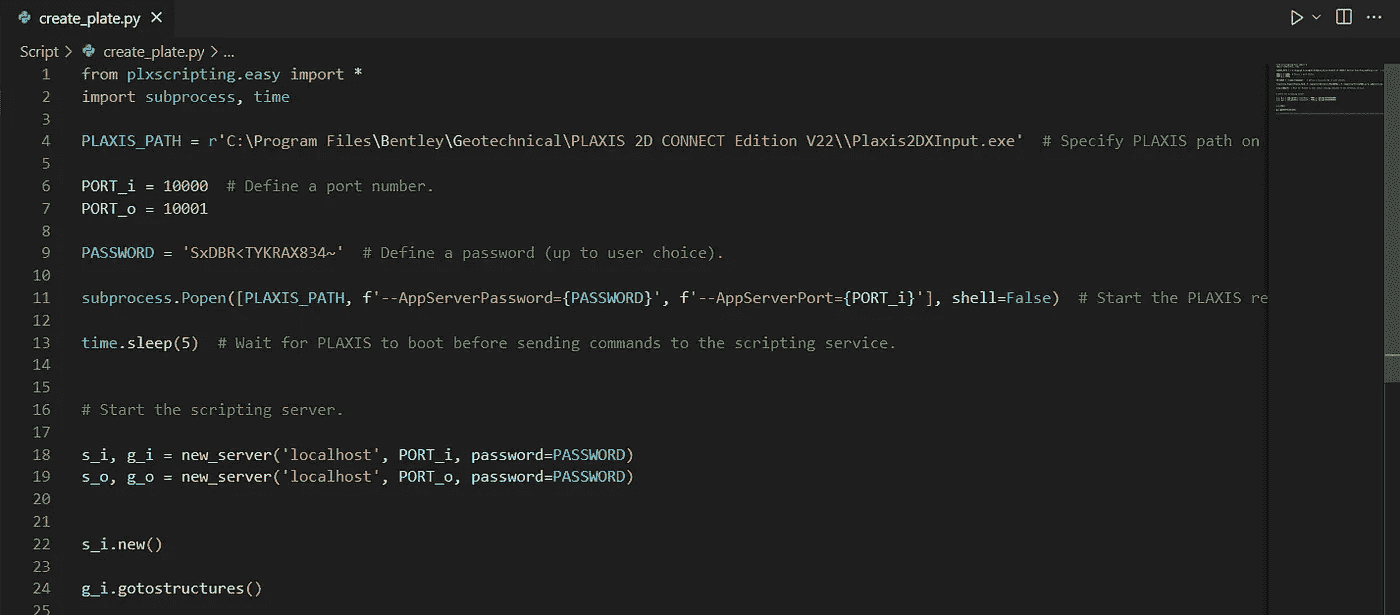 create_plate.py
Script > create_plate.py > ...
1 from plxscripting.easy import *
2 import subprocess, time
3
4 PLAXIS_PATH = r'C:\Program Files\Bentley\Geotechnical\PLAXIS 2D CONNECT Edition V22\\Plaxis2DXInput.exe'  # Specify PLAXIS path on
5
6 PORT_i = 10000  # Define a port number.
7 PORT_o = 10001
8
9 PASSWORD = 'SxDBR<TYKRAX834~'  # Define a password (up to user choice).
10
11 subprocess.Popen([PLAXIS_PATH, f'--AppServerPassword={PASSWORD}', f'--AppServerPort={PORT_i}'], shell=False)  # Start the PLAXIS re
12
13 time.sleep(5)  # Wait for PLAXIS to boot before sending commands to the scripting service.
14
15
16 # Start the scripting server.
17
18 s_i, g_i = new_server('localhost', PORT_i, password=PASSWORD)
19 s_o, g_o = new_server('localhost', PORT_o, password=PASSWORD)
20
21
22 s_i.new()
23
24 g_i.gotostructures()
25